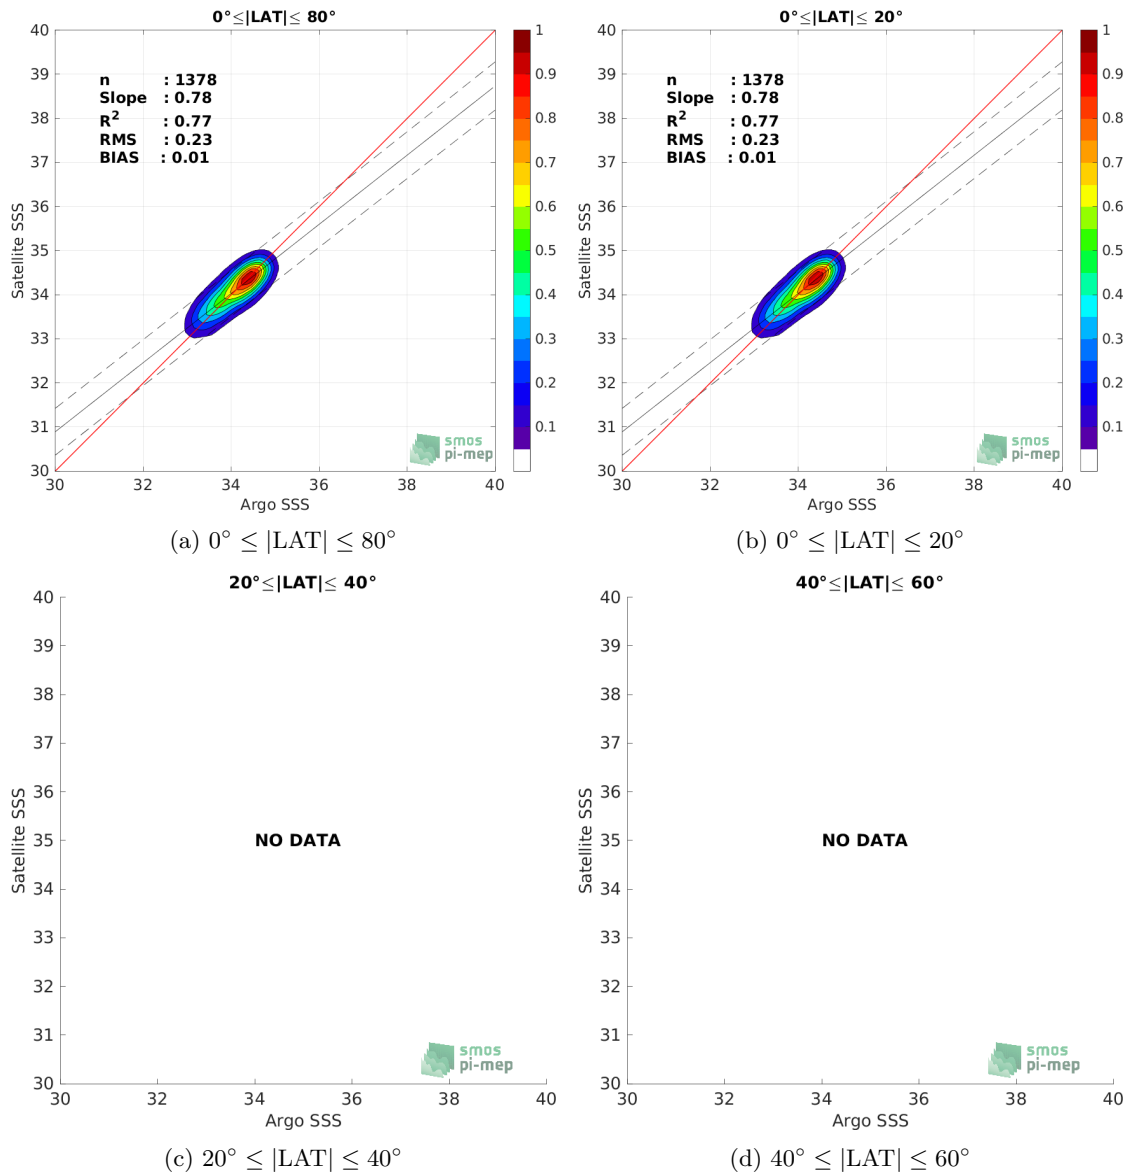 0°≤|LAT|≤ 80°
40
39
38
37
36
35
34
33
32
31
30
Satellite SSS
n : 1378
Slope : 0.78
R² : 0.77
RMS : 0.23
BIAS : 0.01
smos
pi-mep
30 32 34 36 38 40
Argo SSS
1
0.9
0.8
0.7
0.6
0.5
0.4
0.3
0.2
0.1
(a) 0° ≤ |LAT| ≤ 80°
0°≤|LAT|≤ 20°
40
39
38
37
36
35
34
33
32
31
30
Satellite SSS
n : 1378
Slope : 0.78
R² : 0.77
RMS : 0.23
BIAS : 0.01
smos
pi-mep
30 32 34 36 38 40
Argo SSS
1
0.9
0.8
0.7
0.6
0.5
0.4
0.3
0.2
0.1
(b) 0° ≤ |LAT| ≤ 20°
20°≤|LAT|≤ 40°
40
39
38
37
36
35
34
33
32
31
30
Satellite SSS
NO DATA
smos
pi-mep
30 32 34 36 38 40
Argo SSS
(c) 20° ≤ |LAT| ≤ 40°
40°≤|LAT|≤ 60°
40
39
38
37
36
35
34
33
32
31
30
Satellite SSS
NO DATA
smos
pi-mep
30 32 34 36 38 40
Argo SSS
(d) 40° ≤ |LAT| ≤ 60°